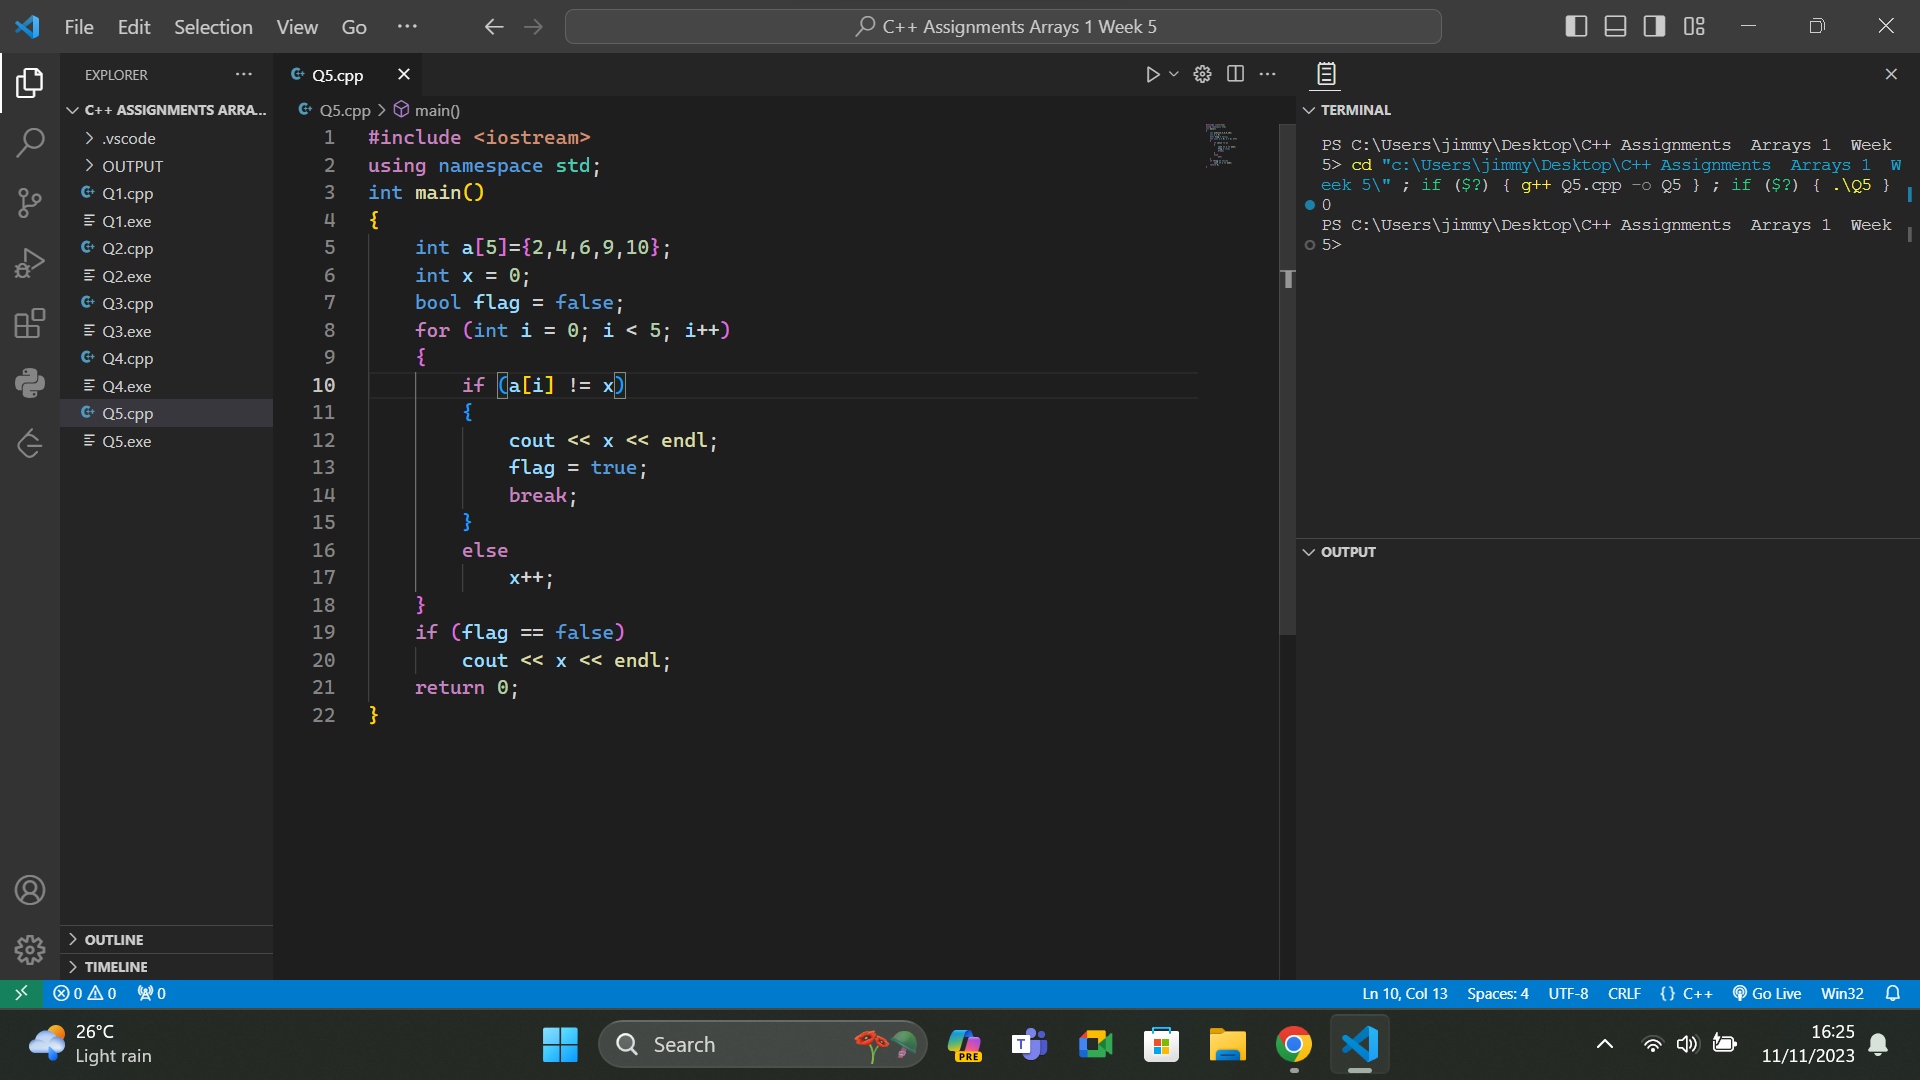 File Edit Selection View Go ···
C++ Assignments Arrays 1 Week 5
EXPLORER
C++ ASSIGNMENTS ARRA...
.vscode
OUTPUT
Q1.cpp
Q1.exe
Q2.cpp
Q2.exe
Q3.cpp
Q3.exe
Q4.cpp
Q4.exe
Q5.cpp
Q5.exe
OUTLINE
TIMELINE
Q5.cpp
Q5.cpp > main()
1 #include <iostream>
2 using namespace std;
3 int main()
4 {
5 int a[5]={2,4,6,9,10};
6 int x = 0;
7 bool flag = false;
8 for (int i = 0; i < 5; i++)
9 {
10 if (a[i] != x)
11 {
12 cout << x << endl;
13 flag = true;
14 break;
15 }
16 else
17 x++;
18 }
19 if (flag == false)
20 cout << x << endl;
21 return 0;
22 }
TERMINAL
PS C:\Users\jimmy\Desktop\C++ Assignments  Arrays 1  Week
5> cd "c:\Users\jimmy\Desktop\C++ Assignments  Arrays 1  W
eek 5\" ; if ($?) { g++ Q5.cpp -o Q5 } ; if ($?) { .\Q5 }
0
PS C:\Users\jimmy\Desktop\C++ Assignments  Arrays 1  Week
5>
OUTPUT
0 0 0
Ln 10, Col 13 Spaces: 4 UTF-8 CRLF {} C++ Go Live Win32
26°C
Light rain
Search
PRE
T
16:25
11/11/2023